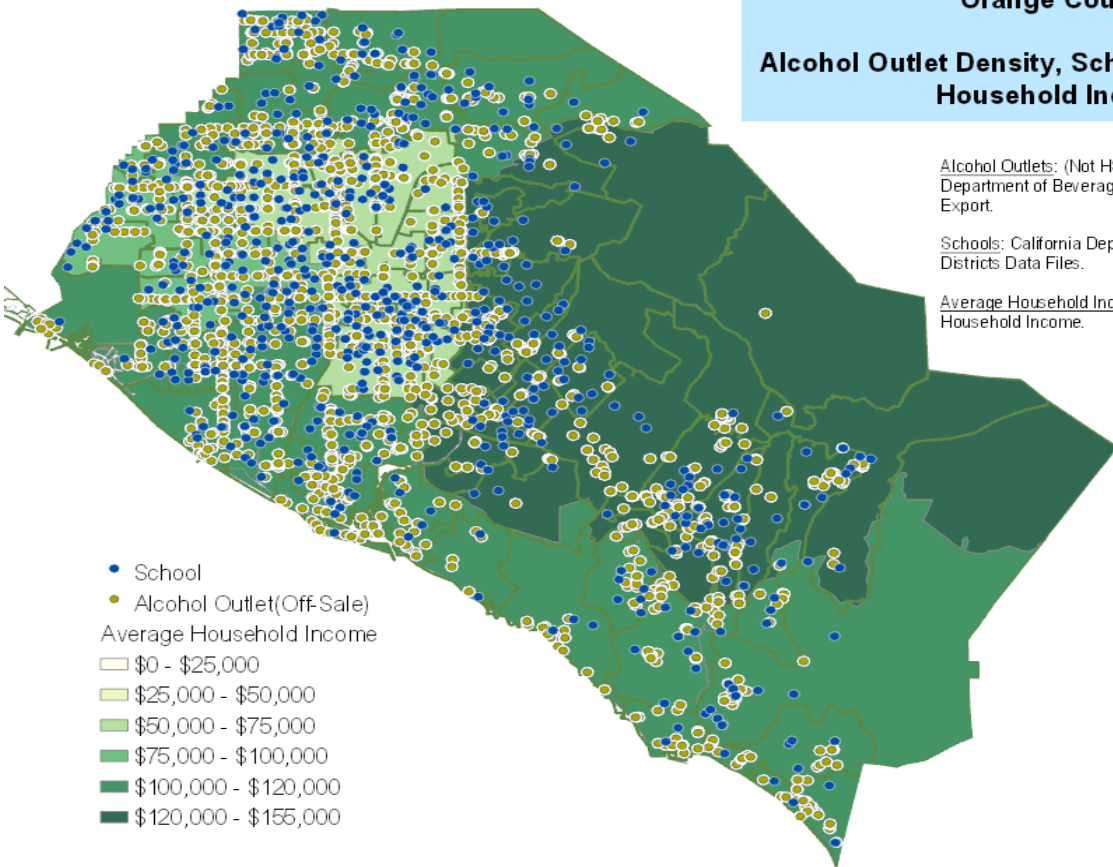 Orange Cou
Alcohol Outlet Density, Sch
Household Inc
Alcohol Outlets: (Not H
Department of Beverag
Export.
Schools: California Dep
Districts Data Files.
Average Household Inc
Household Income.
School
Alcohol Outlet(Off-Sale)
Average Household Income
$0 - $25,000
$25,000 - $50,000
$50,000 - $75,000
$75,000 - $100,000
$100,000 - $120,000
$120,000 - $155,000